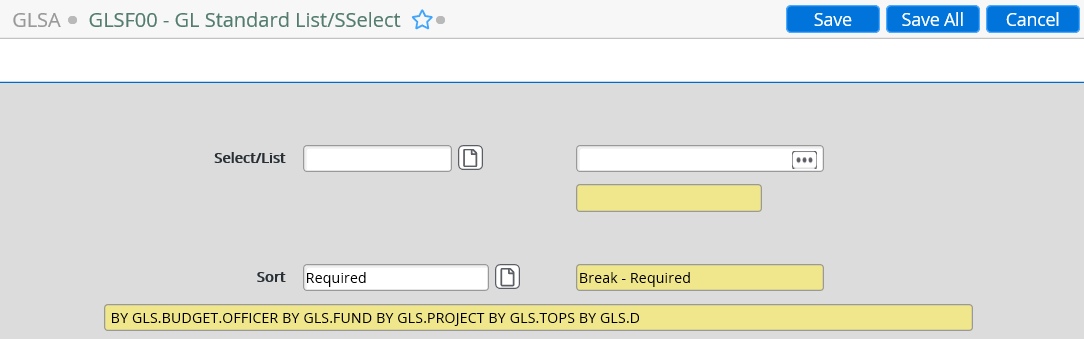 GLSA GLSF00 - GL Standard List/SSelect Save Save All Cancel
Select/List
Sort Required Break - Required
BY GLS.BUDGET.OFFICER BY GLS.FUND BY GLS.PROJECT BY GLS.TOPS BY GLS.D